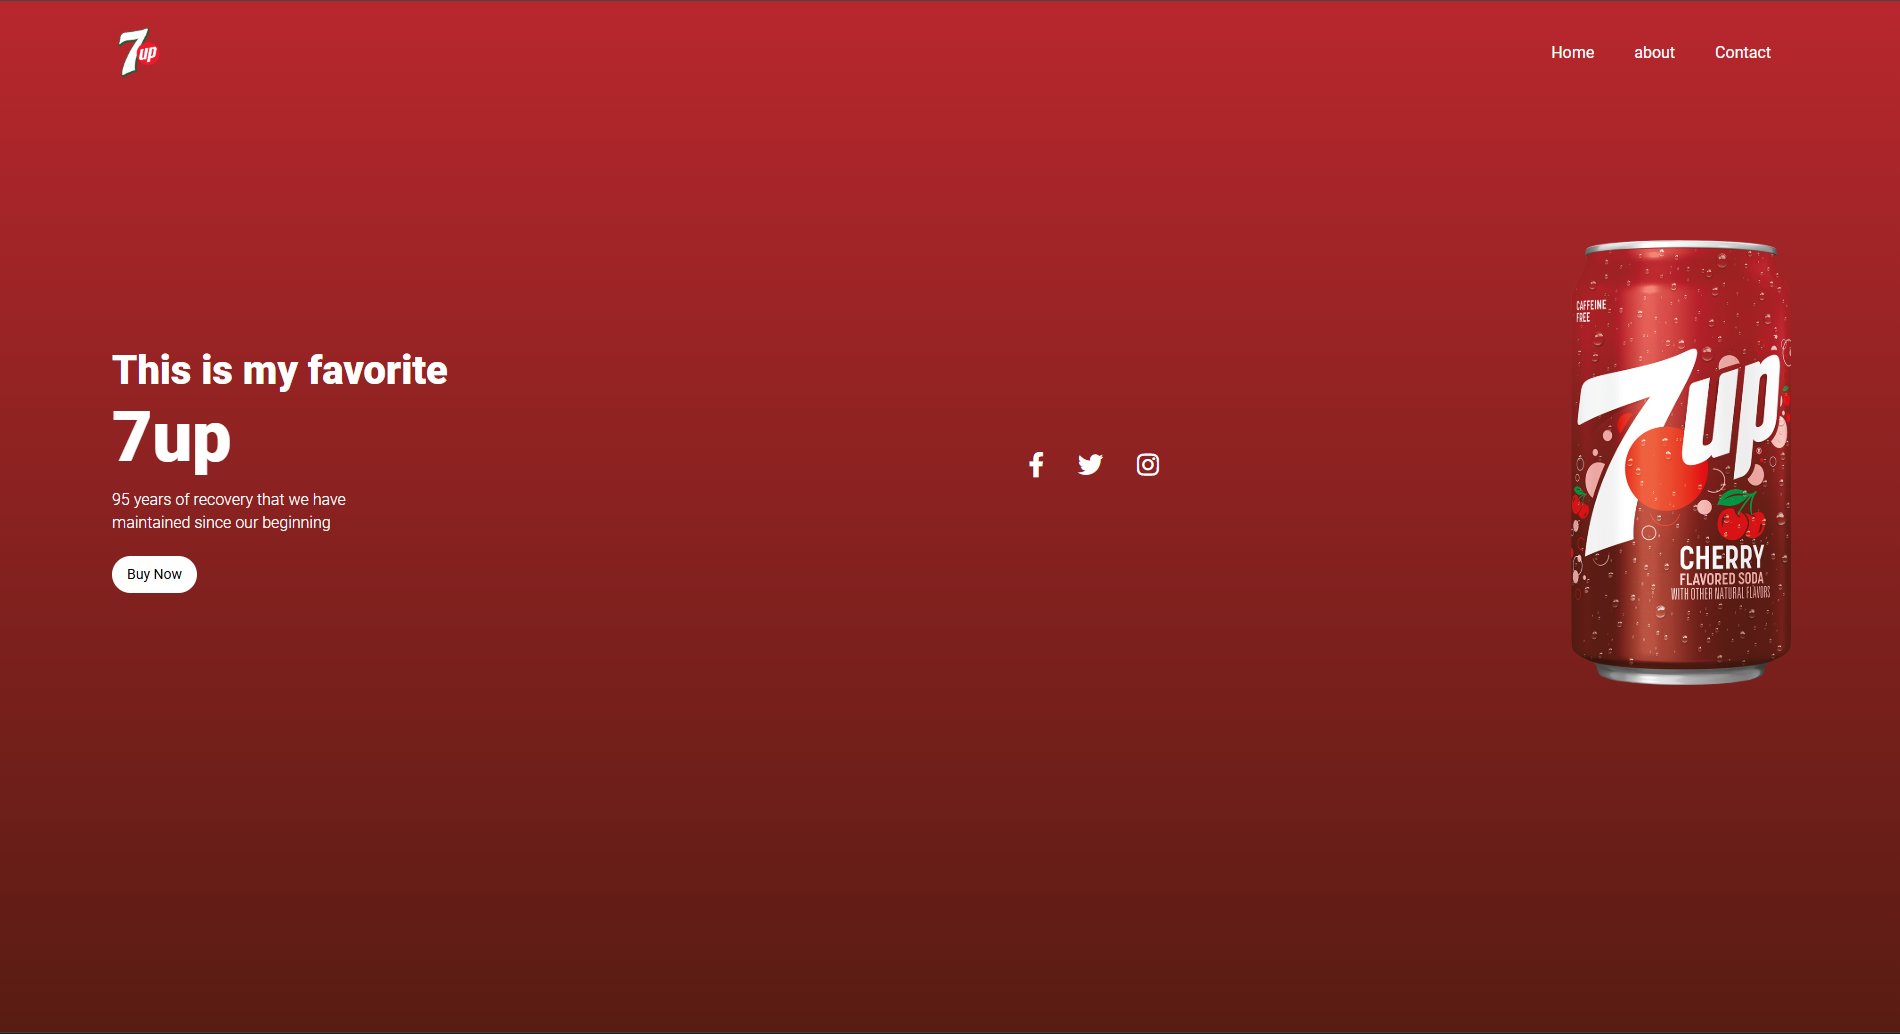 7up
Home
about
Contact
This is my favorite
7up
95 years of recovery that we have
maintained since our beginning
Buy Now
CAFFEINE
FREE
7up
CHERRY
FLAVORED SODA
WITH OTHER NATURAL FLAVORS